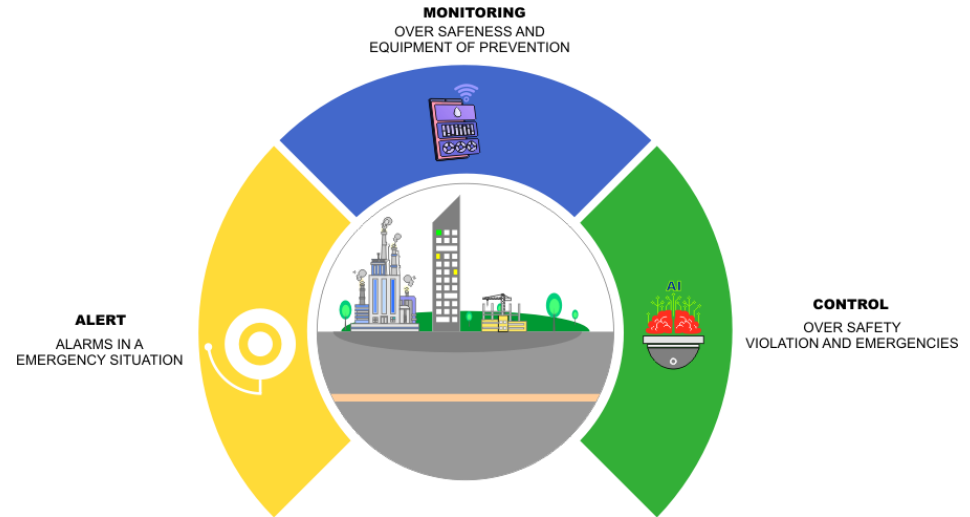 MONITORING
OVER SAFENESS AND
EQUIPMENT OF PREVENTION
AI
ALERT
ALARMS IN A
EMERGENCY SITUATION
CONTROL
OVER SAFETY
VIOLATION AND EMERGENCIES